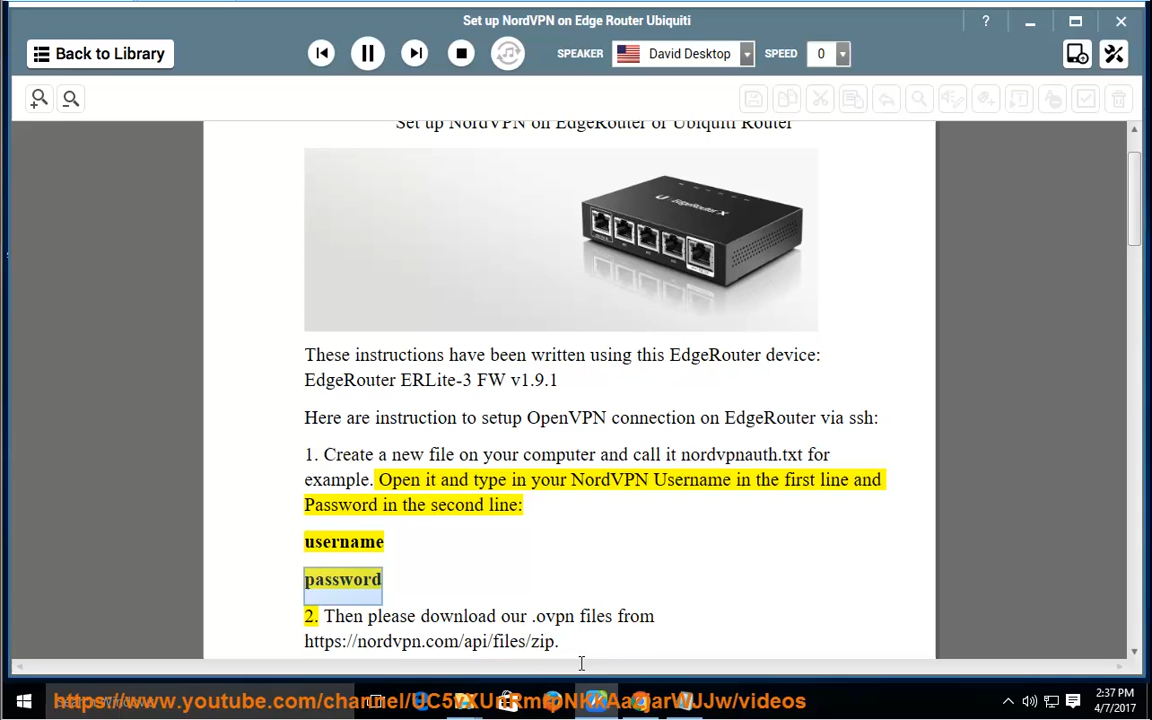 Set up NordVPN on Edge Router Ubiquiti
?
Back to Library
SPEAKER
David Desktop
SPEED
0
Set up NordVPN on EdgeRouter or Ubiquiti Router
EdgeRouter X
These instructions have been written using this EdgeRouter device:
EdgeRouter ERLite-3 FW v1.9.1
Here are instruction to setup OpenVPN connection on EdgeRouter via ssh:
1. Create a new file on your computer and call it nordvpnauth.txt for
example. Open it and type in your NordVPN Username in the first line and
Password in the second line:
username
password
2. Then please download our .ovpn files from
https://nordvpn.com/api/files/zip.
2:37 PM
4/7/2017